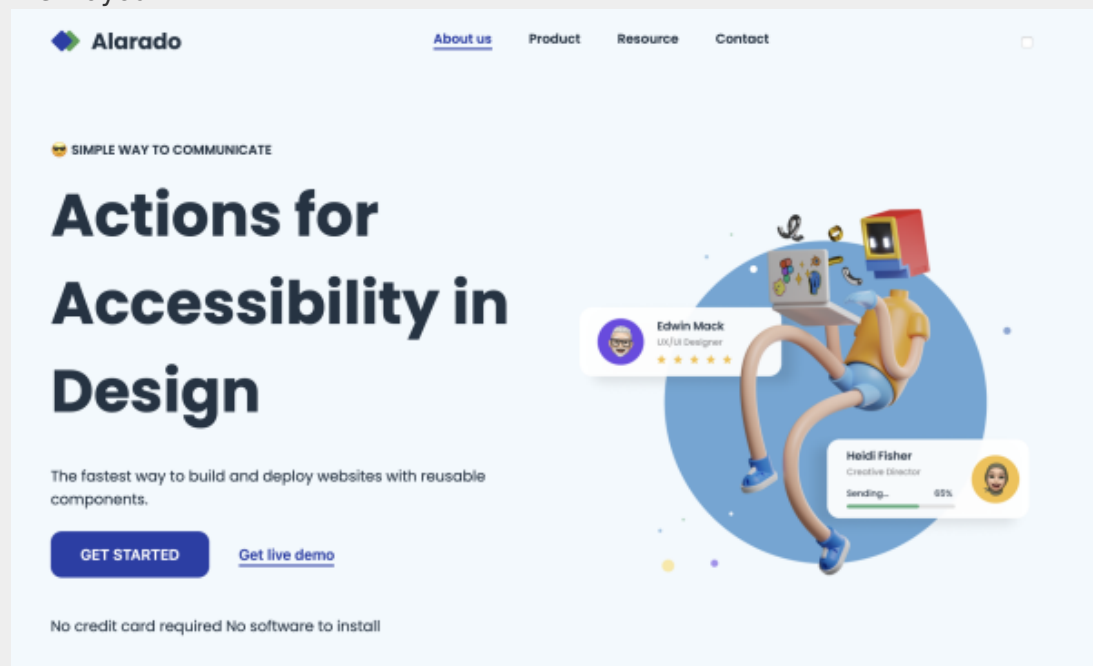 Alarado
About us Product Resource Contact
😎 SIMPLE WAY TO COMMUNICATE
Actions for
Accessibility in
Design
The fastest way to build and deploy websites with reusable
components.
GET STARTED Get live demo
No credit card required No software to install
Edwin Mack
UX/UI Designer
Heidi Fisher
Creative Director
Sending... 65%